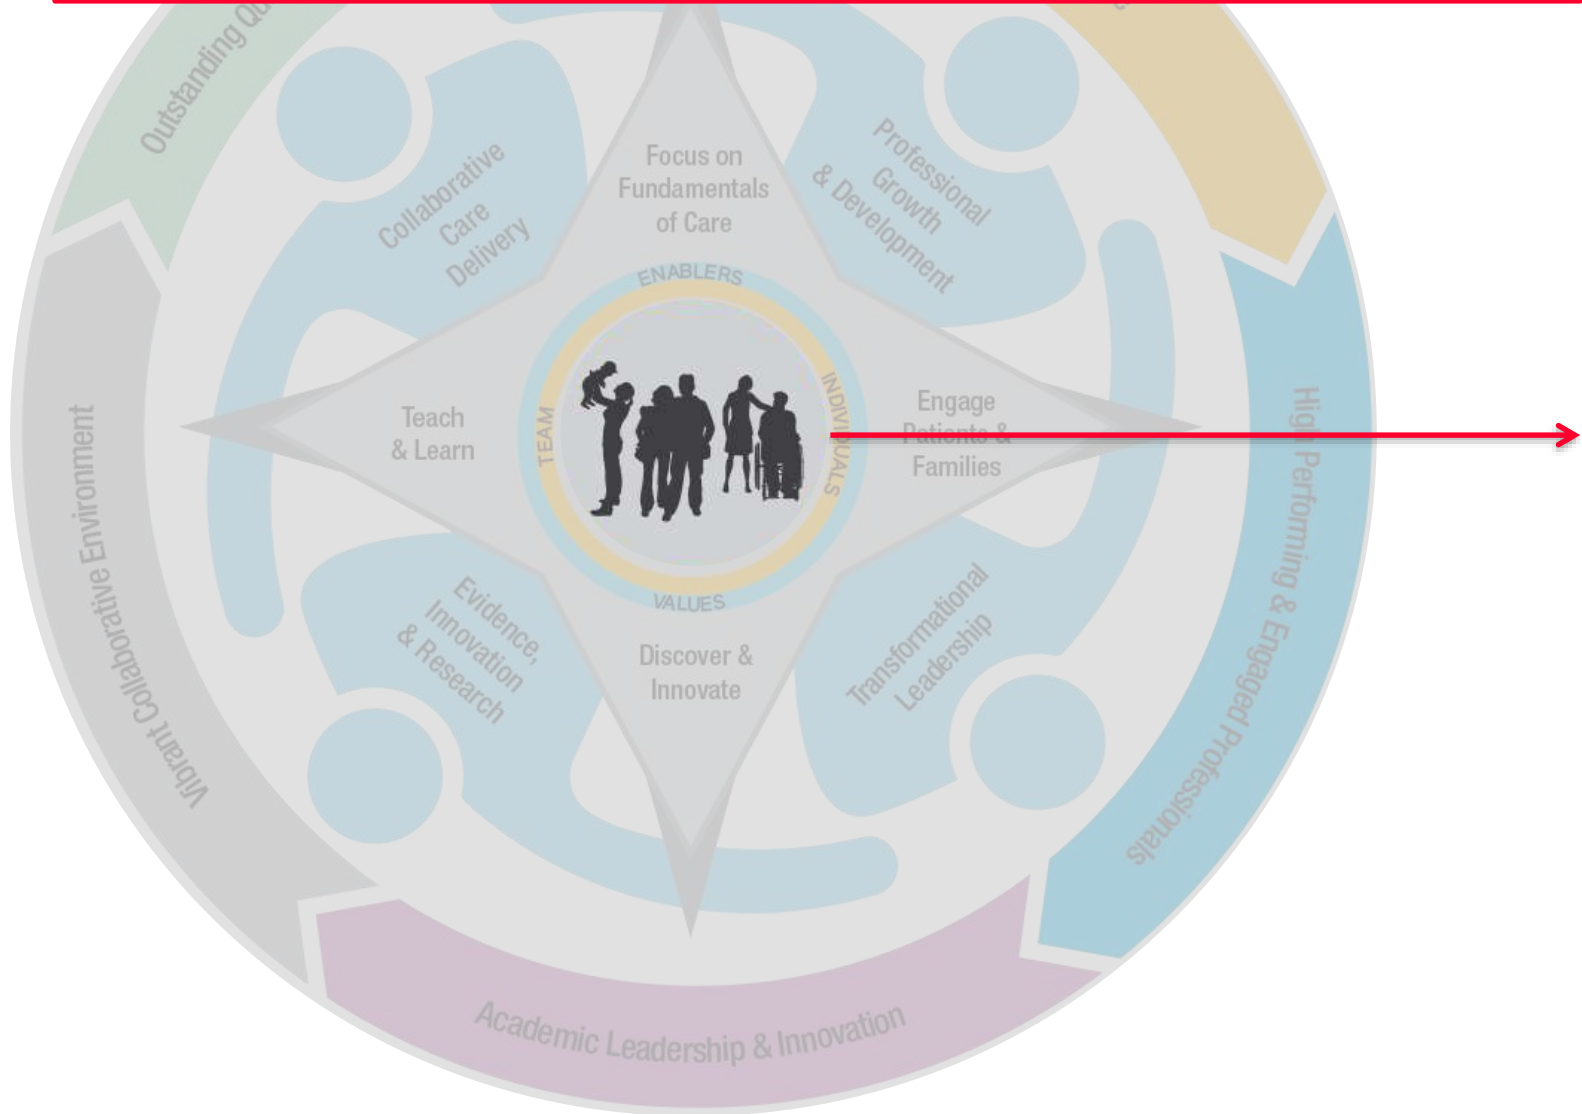 Outstanding
Collaborative
Care
Delivery
Focus on
Fundamentals
of Care
Professional
Growth
& Development
ENABLERS
TEAM
INDIVIDUALS
VALUES
Teach
& Learn
Engage
Patients &
Families
Evidence,
Innovation
& Research
Discover &
Innovate
Transformational
Leadership
Vibrant Collaborative Environment
High Performing & Engaged Professionals
Academic Leadership & Innovation